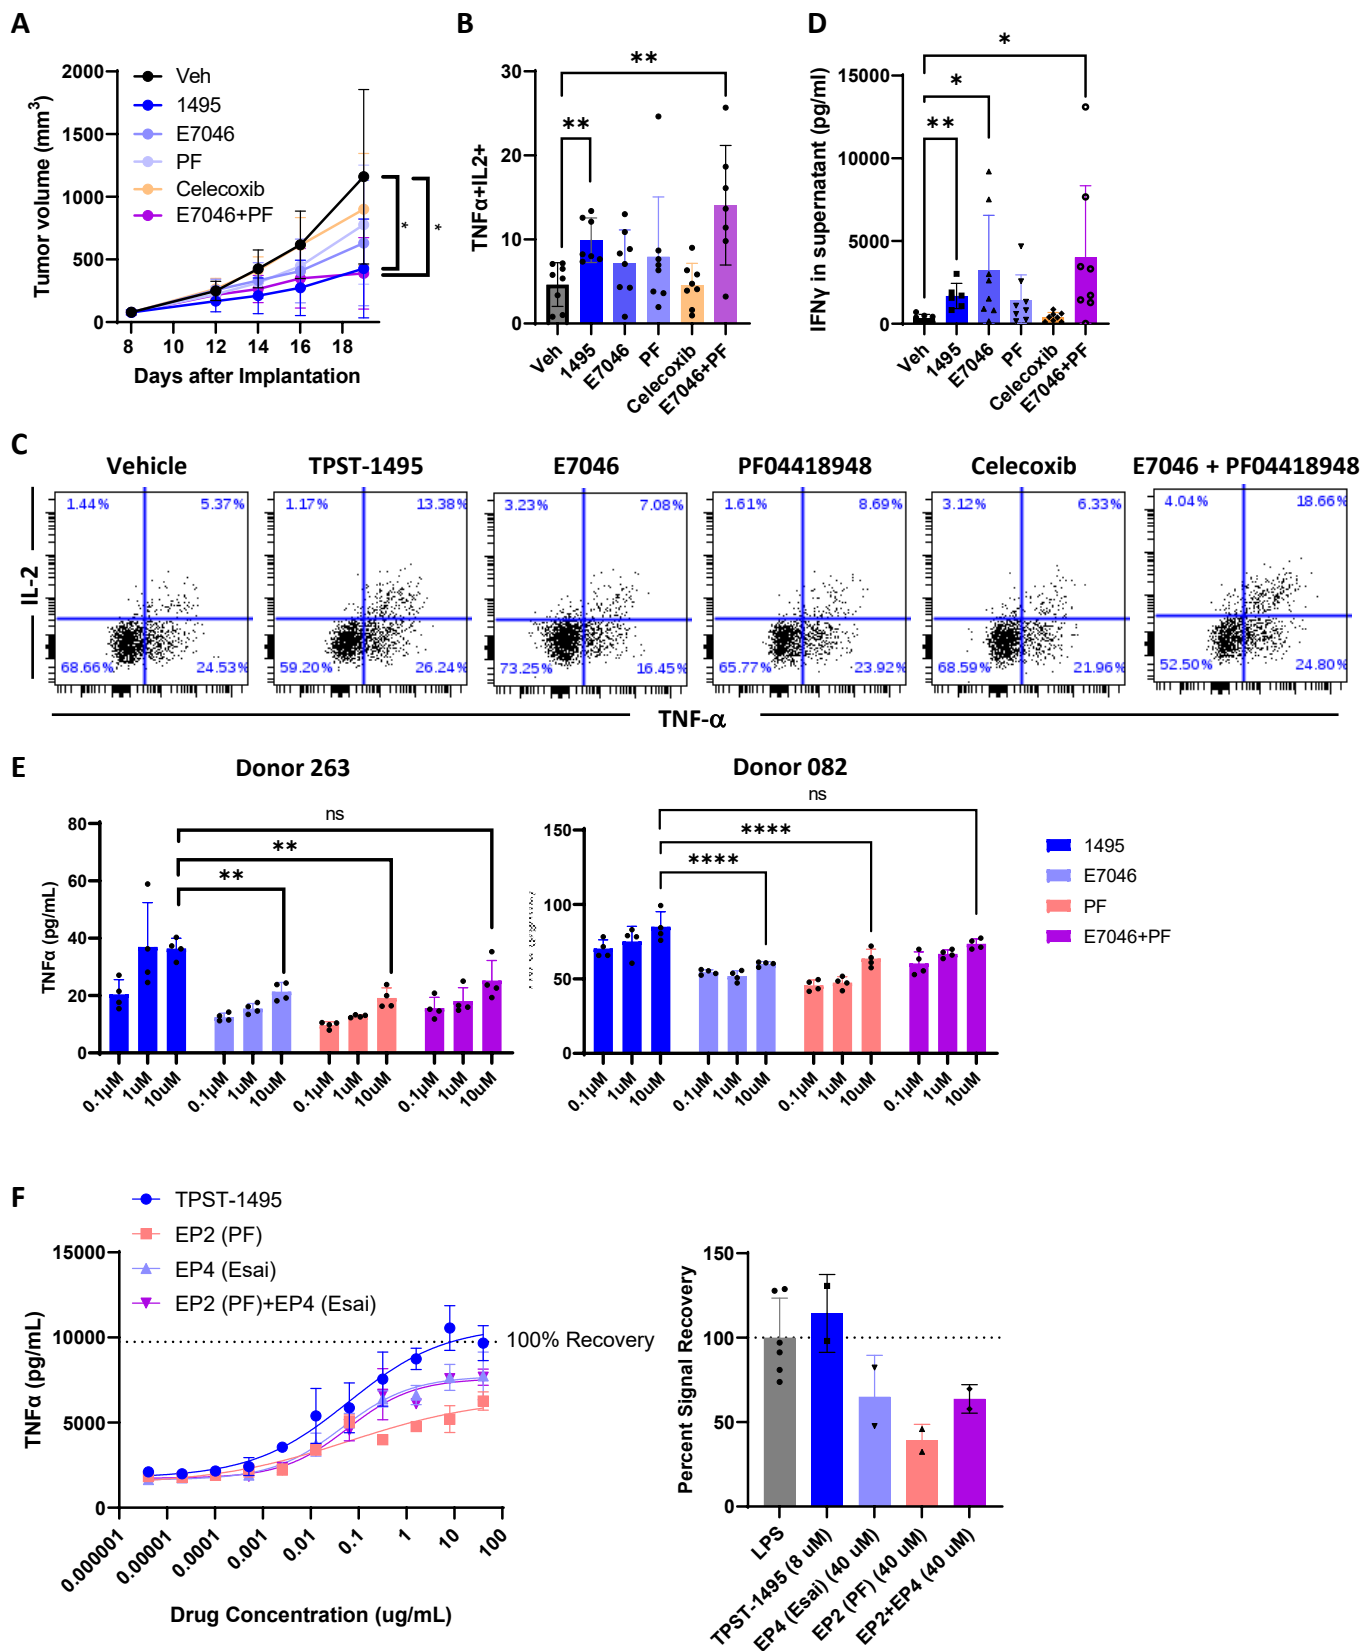 A
2000
1500
1000
500
0
Tumor volume (mm³)
Veh
1495
E7046
PF
Celecoxib
E7046+PF
*
*
8 10 12 14 16 18
Days after Implantation
B
30
20
10
0
TNFα+IL2+
**
**
Veh
1495
E7046
PF
Celecoxib
E7046+PF
D
15000
10000
5000
0
IFNγ in supernatant (pg/ml)
*
*
**
Veh
1495
E7046
PF
Celecoxib
E7046+PF
C
Vehicle TPST-1495 E7046 PF04418948 Celecoxib E7046 + PF04418948
1.44% 5.37% 1.17% 13.38% 3.23% 7.08% 1.61% 8.69% 3.12% 6.33% 4.04% 18.66%
IL-2
68.66% 24.53% 59.20% 26.24% 73.25% 16.45% 65.77% 23.92% 68.59% 21.96% 52.50% 24.80%
TNF-α
E
Donor 263
80
60
40
20
0
TNFα (pg/mL)
ns
**
**
0.1μM 1uM 10uM 0.1μM 1uM 10uM 0.1μM 1uM 10uM 0.1μM 1uM 10uM
Donor 082
150
100
50
0
ns
****
****
0.1μM 1uM 10uM 0.1μM 1uM 10uM 0.1μM 1uM 10uM 0.1μM 1uM 10uM
1495
E7046
PF
E7046+PF
F
TPST-1495
EP2 (PF)
EP4 (Esai)
EP2 (PF)+EP4 (Esai)
15000
10000
5000
0
TNFα (pg/mL)
100% Recovery
0.000001 0.00001 0.0001 0.001 0.01 0.1 1 10 100
Drug Concentration (ug/mL)
150
100
50
0
Percent Signal Recovery
LPS
TPST-1495 (8 uM)
EP4 (Esai) (40 uM)
EP2 (PF) (40 uM)
EP2+EP4 (40 uM)